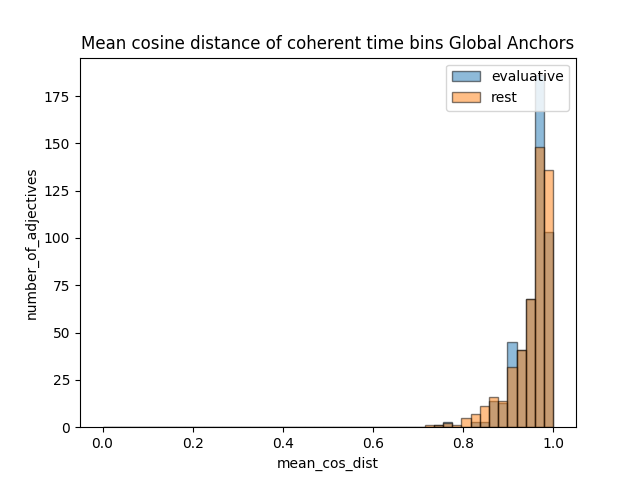 Mean cosine distance of coherent time bins Global Anchors
evaluative
rest
175
150
125
100
75
50
25
0
number_of_adjectives
0.0 0.2 0.4 0.6 0.8 1.0
mean_cos_dist